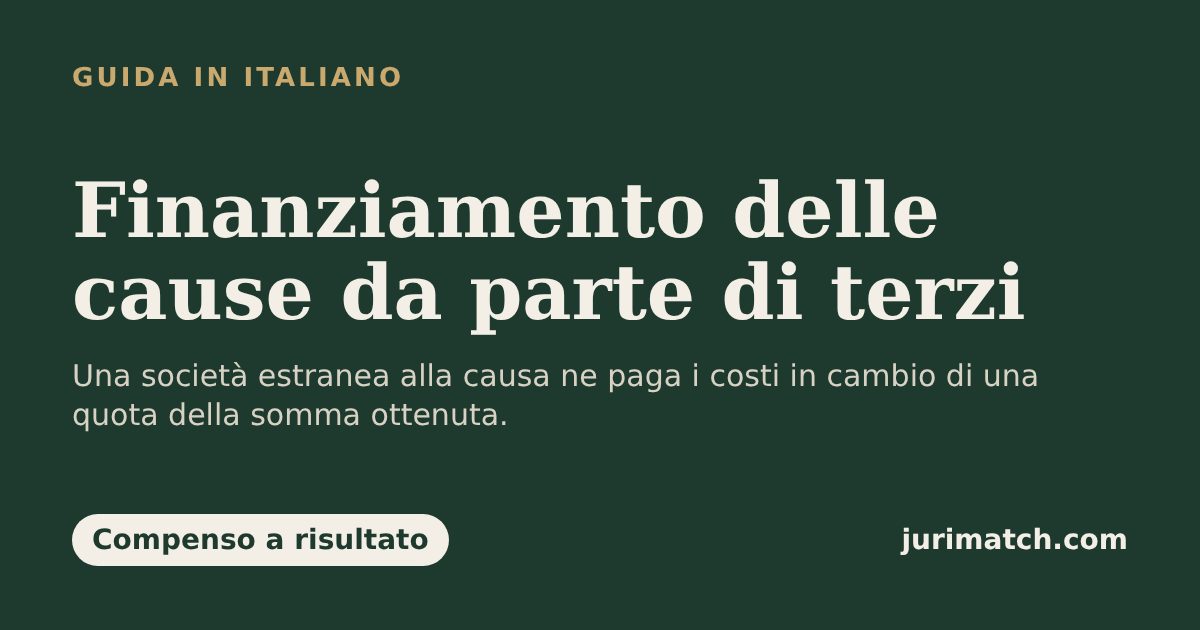 GUIDA IN ITALIANO
Finanziamento delle
cause da parte di terzi
Una società estranea alla causa ne paga i costi in cambio di una
quota della somma ottenuta.
Compenso a risultato
jurimatch.com